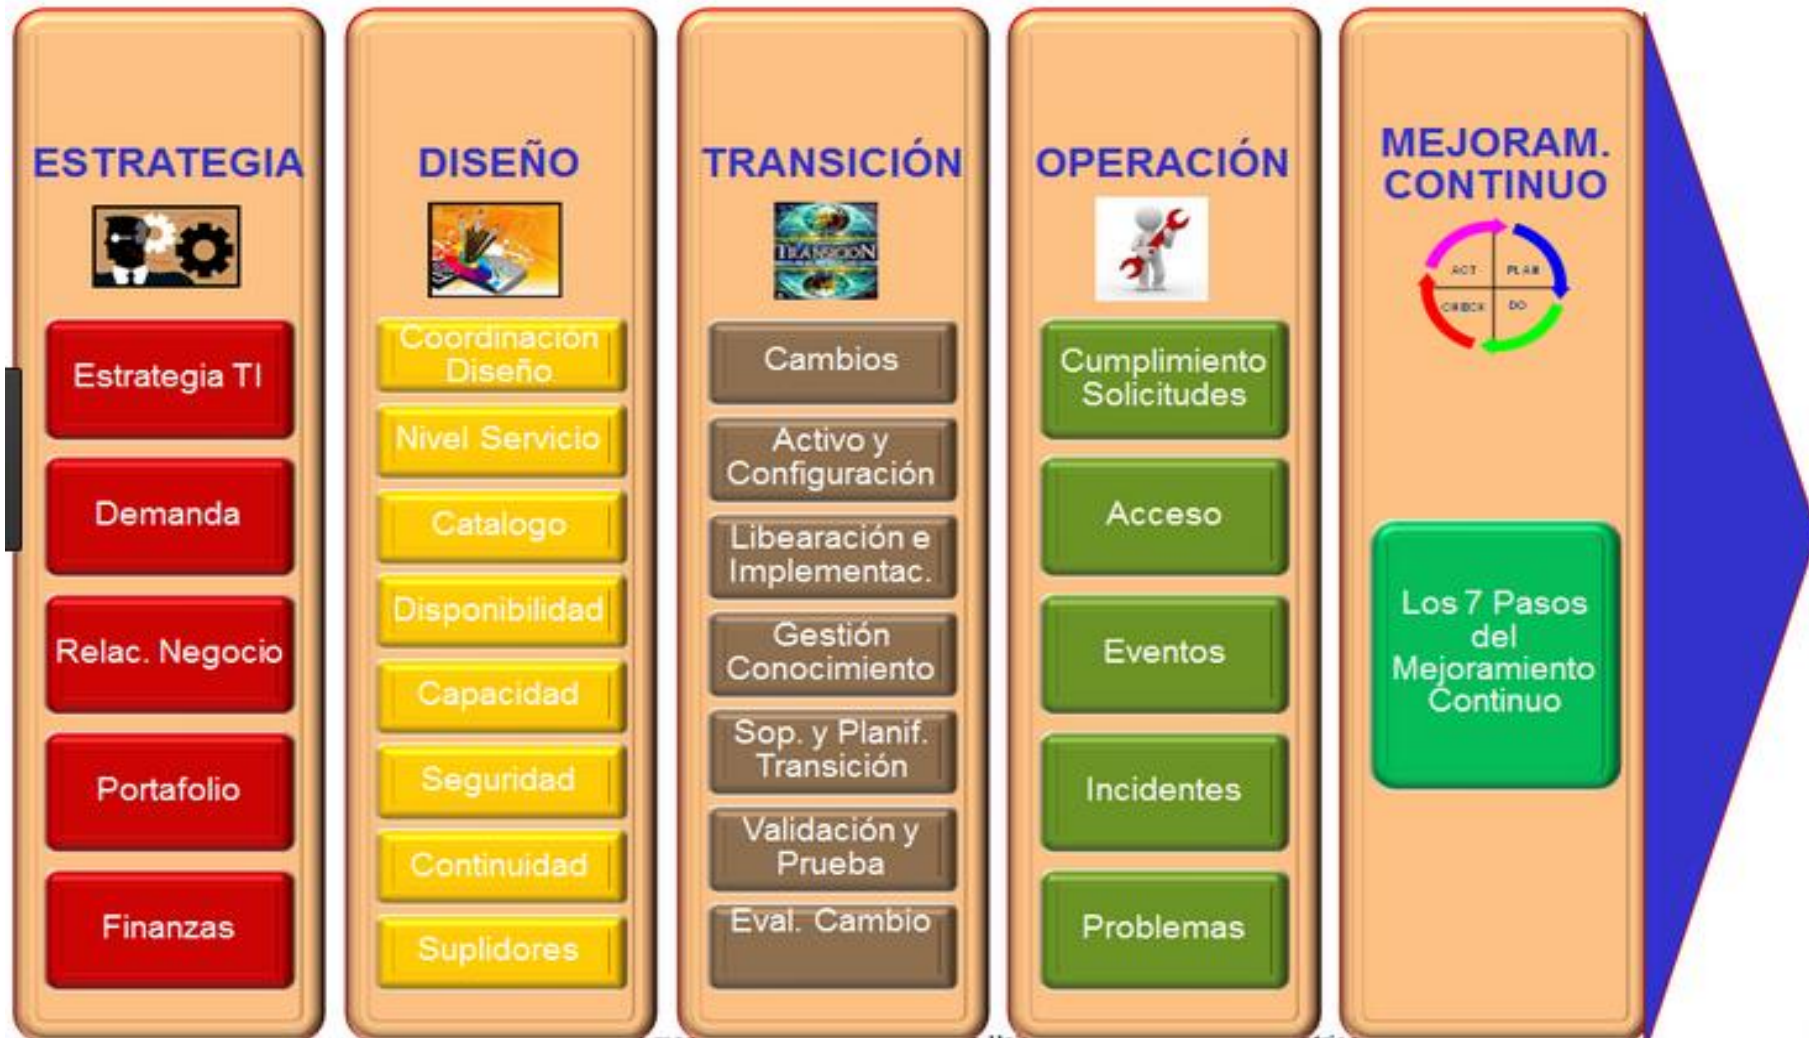 ESTRATEGIA
Estrategia TI
Demanda
Relac. Negocio
Portafolio
Finanzas
DISEÑO
Coordinación
Diseño
Nivel Servicio
Catalogo
Disponibilidad
Capacidad
Seguridad
Continuidad
Suplidores
TRANSICIÓN
TRANSICION
Cambios
Activo y
Configuración
Libearación e
Implementac.
Gestión
Conocimiento
Sop. y Planif.
Transición
Validación y
Prueba
Eval. Cambio
OPERACIÓN
Cumplimiento
Solicitudes
Acceso
Eventos
Incidentes
Problemas
MEJORAM.
CONTINUO
ACT
PLAN
CHECK
DO
Los 7 Pasos
del
Mejoramiento
Continuo